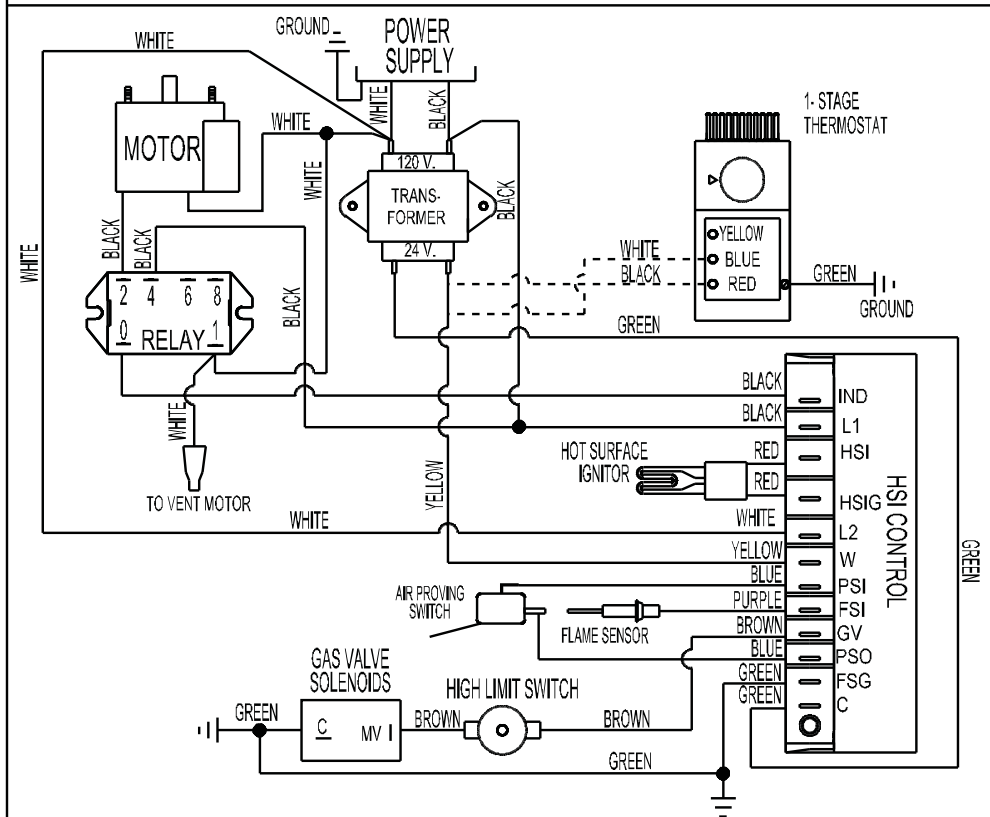 GROUND
POWER
SUPPLY
WHITE
WHITE
BLACK
1- STAGE
THERMOSTAT
MOTOR
WHITE
WHITE
120 V.
TRANS-
FORMER
24 V.
BLACK
YELLOW
BLUE
RED
WHITE
BLACK
GREEN
GROUND
WHITE
BLACK
BLACK
2 4 6 8
0 RELAY 1
BLACK
GREEN
WHITE
TO VENT MOTOR
BLACK IND
BLACK L1
HOT SURFACE
IGNITOR
RED HSI
RED HSIG
YELLOW
WHITE
WHITE L2
YELLOW W
BLUE PSI
PURPLE FSI
BROWN GV
BLUE PSO
GREEN FSG
GREEN C
HSI CONTROL
GREEN
AIR PROVING
SWITCH
FLAME SENSOR
GAS VALVE
SOLENOIDS
HIGH LIMIT SWITCH
GREEN
C MV
BROWN
BROWN
GREEN